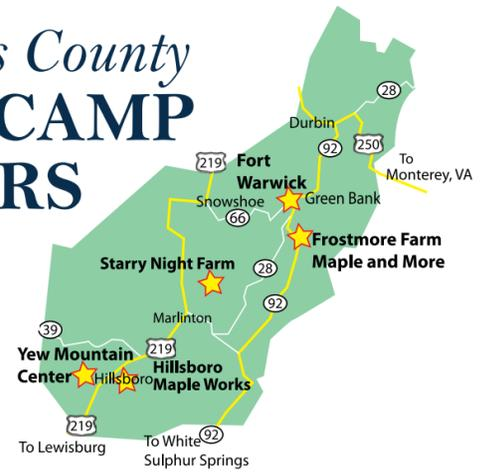 s County
CAMP
RS
28
Durbin
92
250
To
Monterey, VA
219
Fort
Warwick
Snowshoe
66
Green Bank
Frostmore Farm
Maple and More
Starry Night Farm
28
92
Marlinton
39
219
Yew Mountain
Center
Hillsboro
Hillsboro
Maple Works
219
To Lewisburg
To White
Sulphur Springs
92